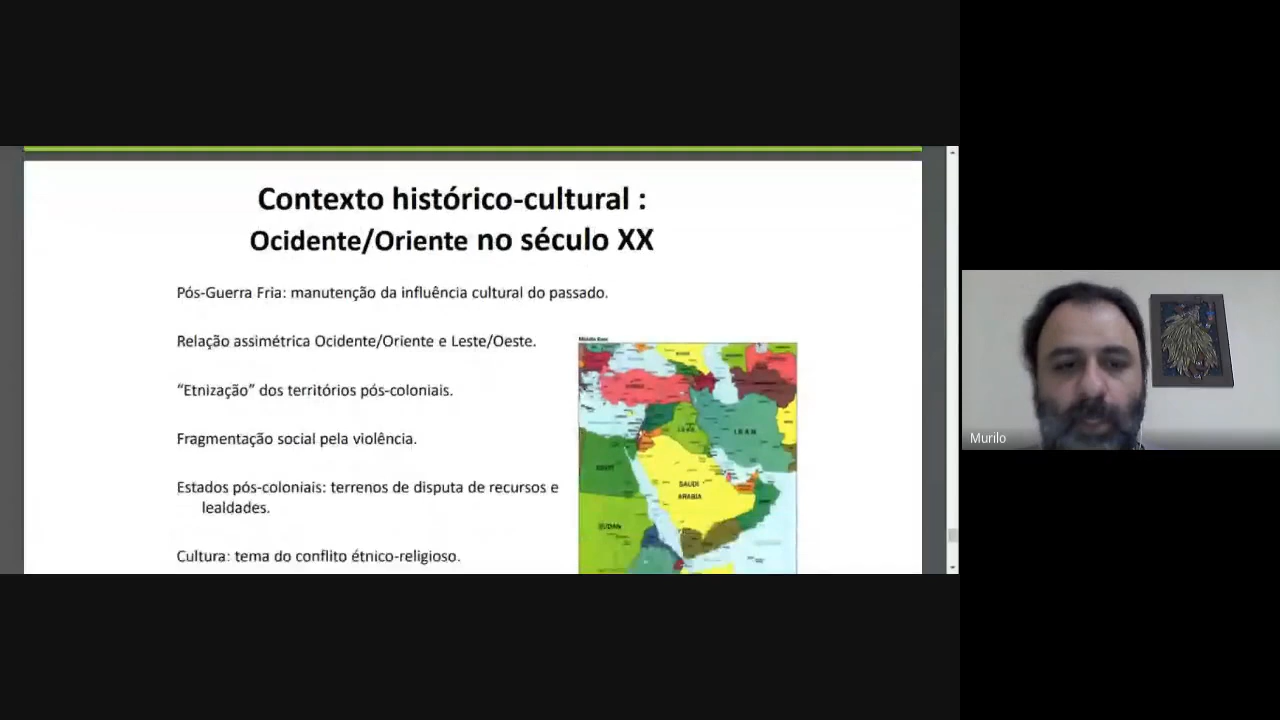 Contexto histórico-cultural :
Ocidente/Oriente no século XX
Pós-Guerra Fria: manutenção da influência cultural do passado.
Relação assimétrica Ocidente/Oriente e Leste/Oeste.
“Etnização” dos territórios pós-coloniais.
Fragmentação social pela violência.
Estados pós-coloniais: terrenos de disputa de recursos e
lealdades.
Cultura: tema do conflito étnico-religioso.
Middle East
IRAN
SAUDI
ARABIA
SUDAN
Murilo